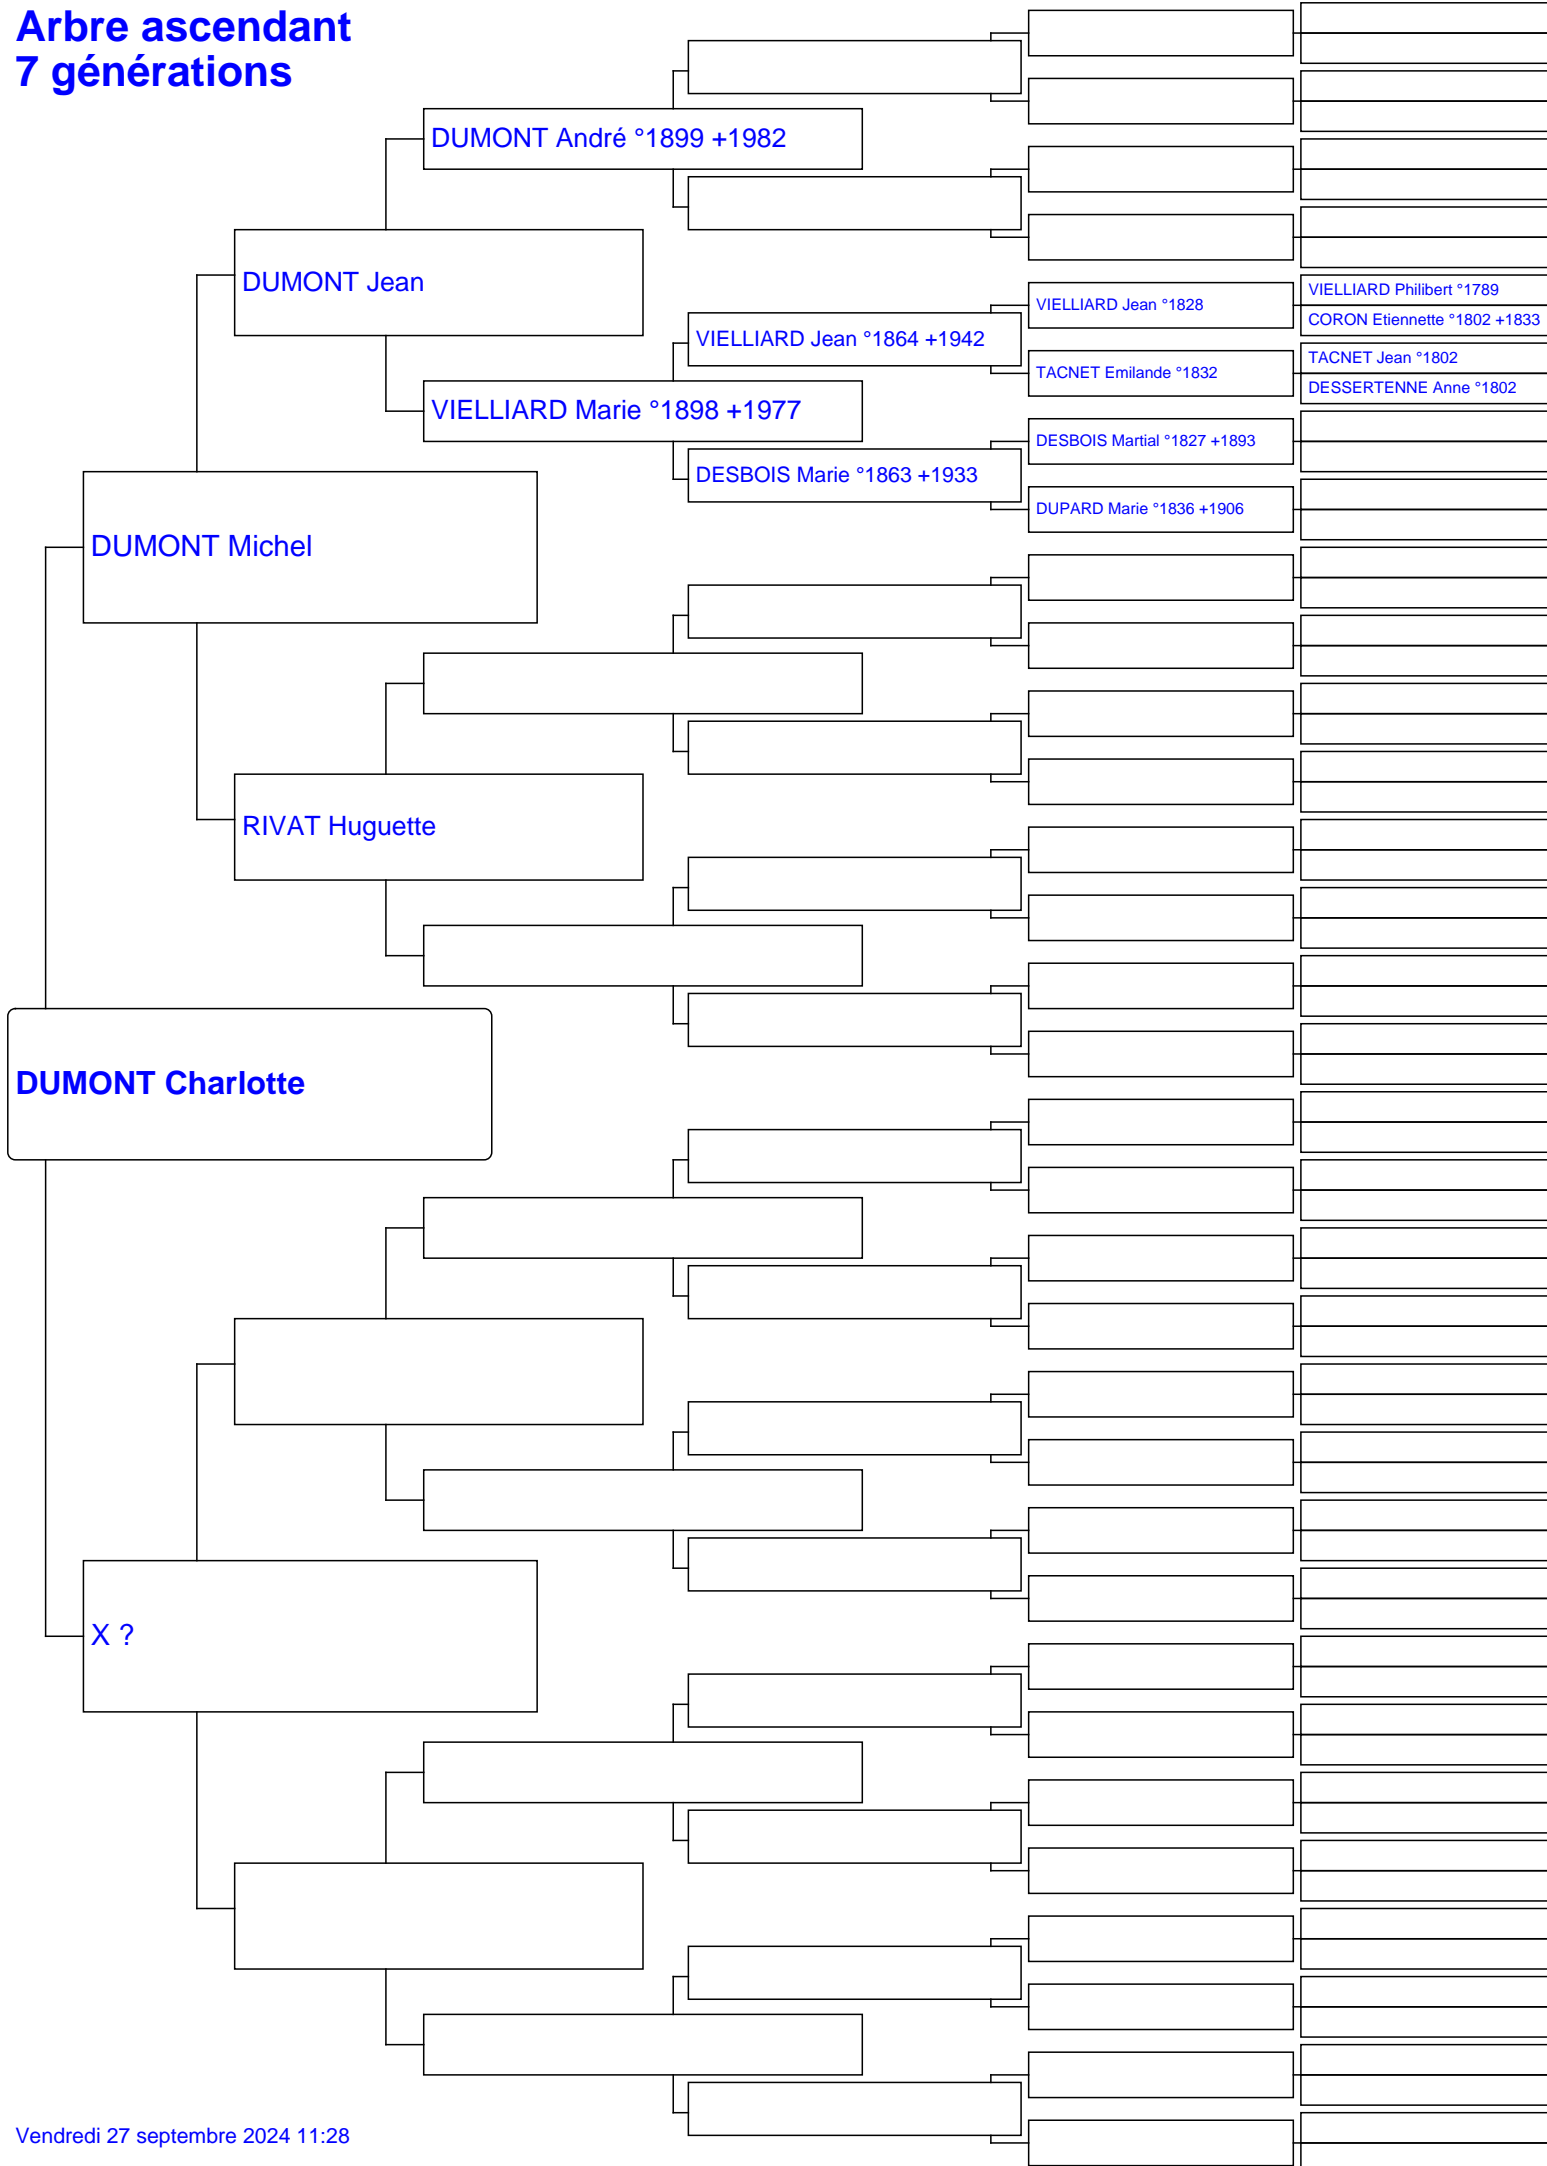 Arbre ascendant
7 générations
DUMONT André °1899 +1982
DUMONT Jean
VIELLIARD Philibert °1789
VIELLIARD Jean °1828
CORON Etiennette °1802 +1833
VIELLIARD Jean °1864 +1942
TACNET Jean °1802
TACNET Emilande °1832
DESSERTENNE Anne °1802
VIELLIARD Marie °1898 +1977
DESBOIS Martial °1827 +1893
DESBOIS Marie °1863 +1933
DUPARD Marie °1836 +1906
DUMONT Michel
RIVAT Huguette
DUMONT Charlotte
X ?
Vendredi 27 septembre 2024 11:28